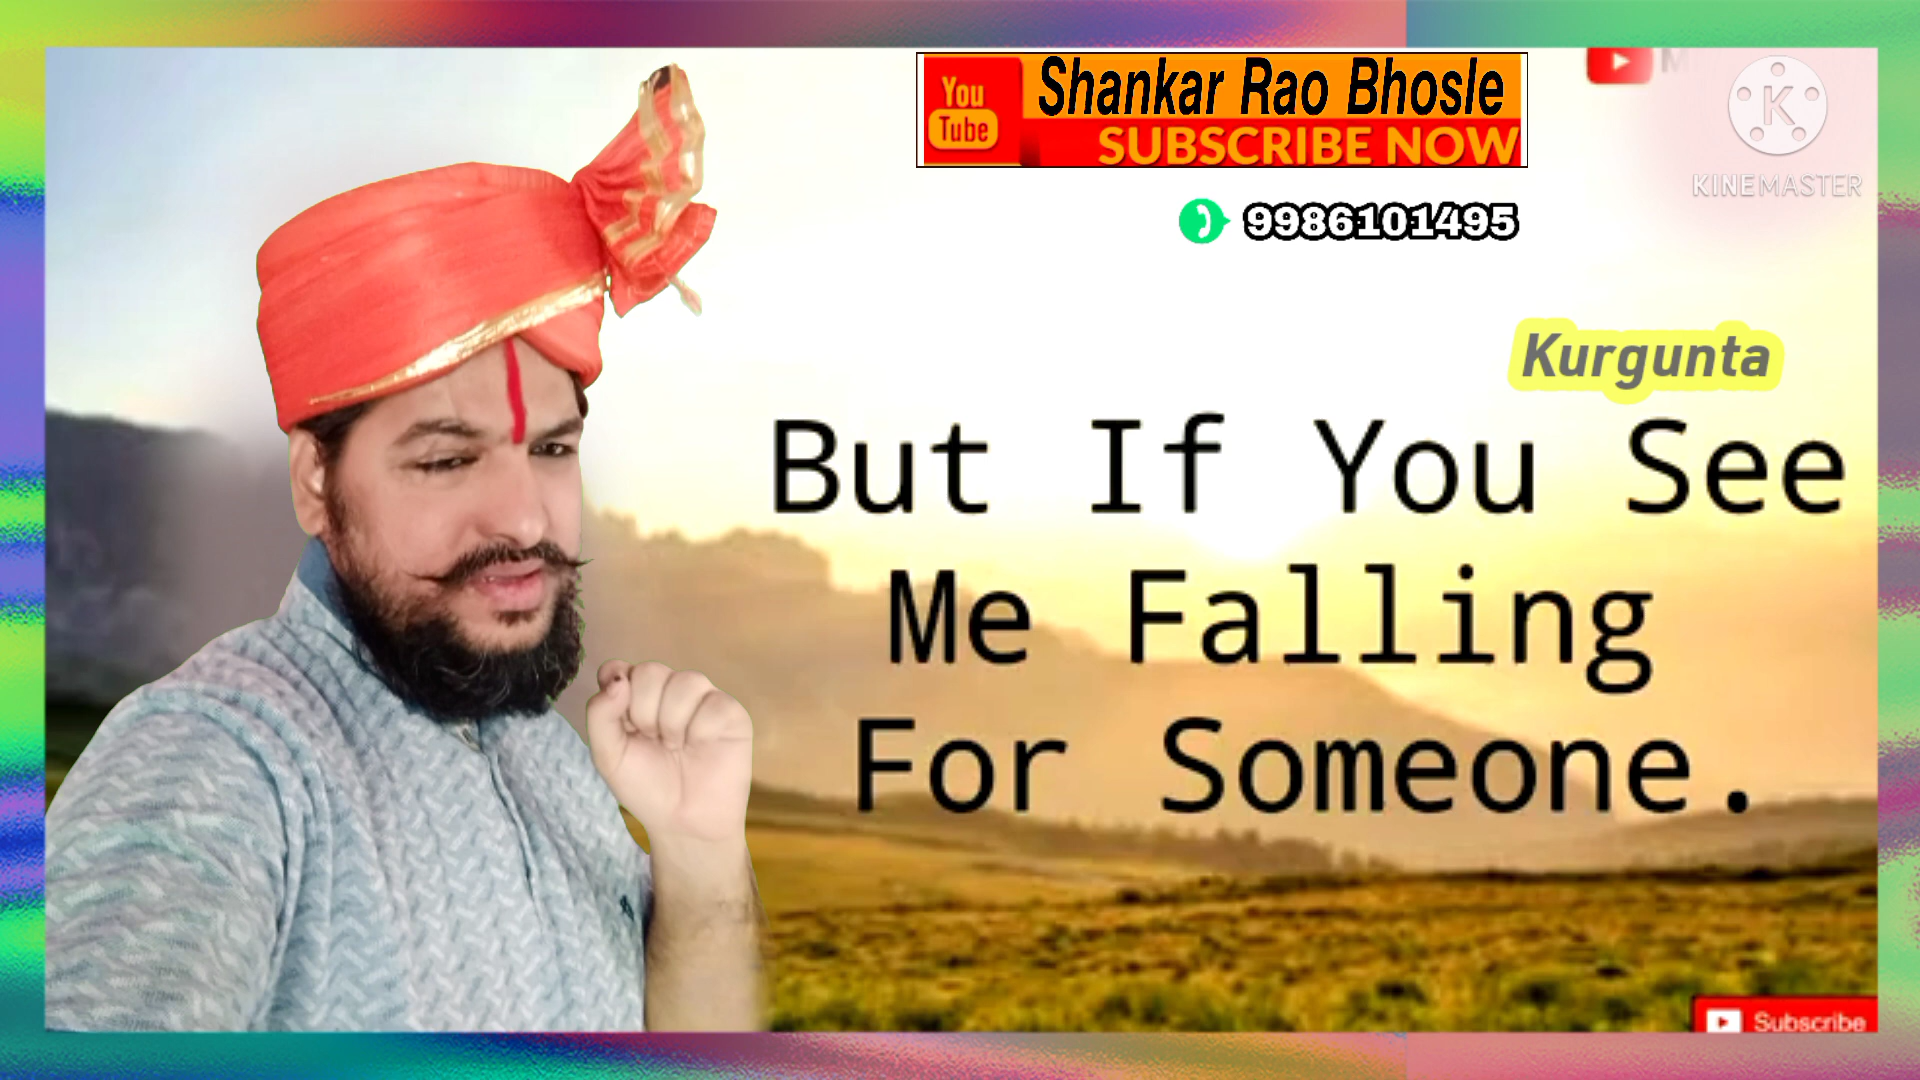 You
Tube
Shankar Rao Bhosle
SUBSCRIBE NOW
K
KINEMASTER
9986101495
Kurgunta
But If You See
Me Falling
For Someone.
Subscribe